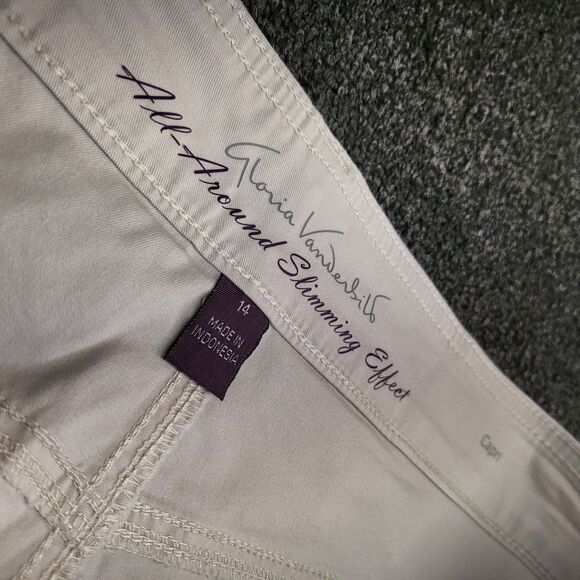 Gloria Vanderbilt
All-Around Slimming Effect
14
MADE IN
INDONESIA
Capri